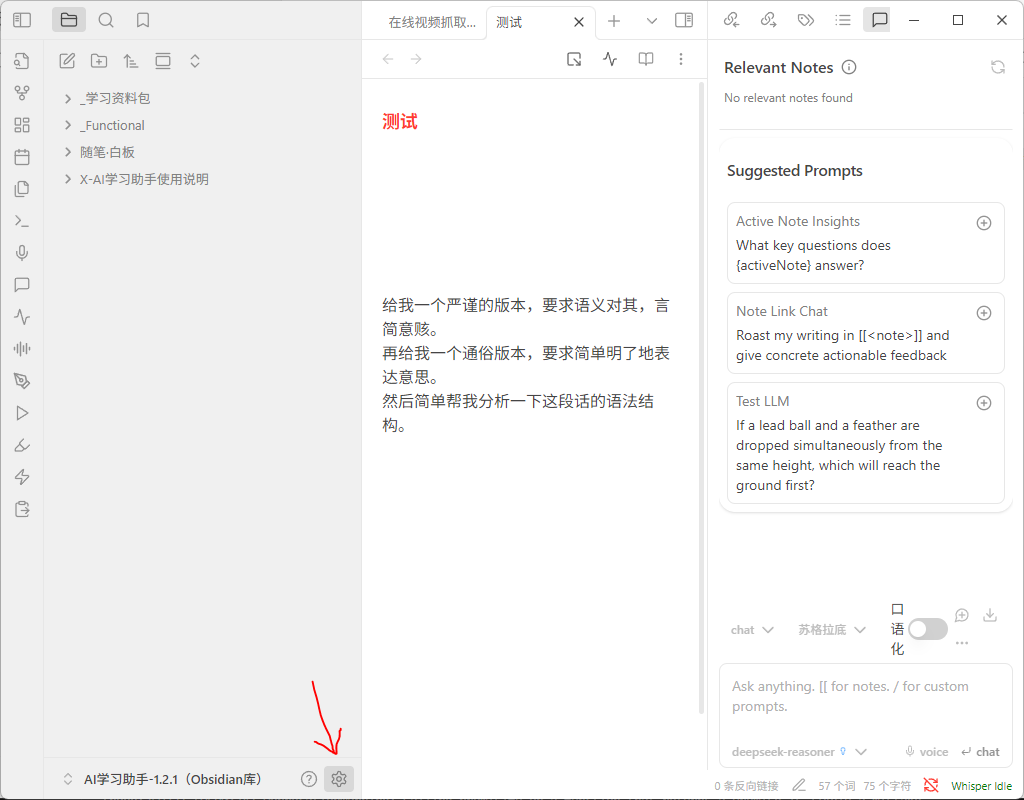 在线视频抓取...
测试
Relevant Notes
No relevant notes found
_学习资料包
_Functional
随笔·白板
X-AI学习助手使用说明
测试
给我一个严谨的版本，要求语义对其，言
简意赅。
再给我一个通俗版本，要求简单明了地表
达意思。
然后简单帮我分析一下这段话的语法结
构。
Suggested Prompts
Active Note Insights
What key questions does
{activeNote} answer?
Note Link Chat
Roast my writing in [[<note>]] and
give concrete actionable feedback
Test LLM
If a lead ball and a feather are
dropped simultaneously from the
same height, which will reach the
ground first?
chat
苏格拉底
口
语
化
Ask anything. [[ for notes. / for custom
prompts.
deepseek-reasoner
voice
chat
AI学习助手-1.2.1（Obsidian库）
0 条反向链接
57 个词
75 个字符
Whisper Idle